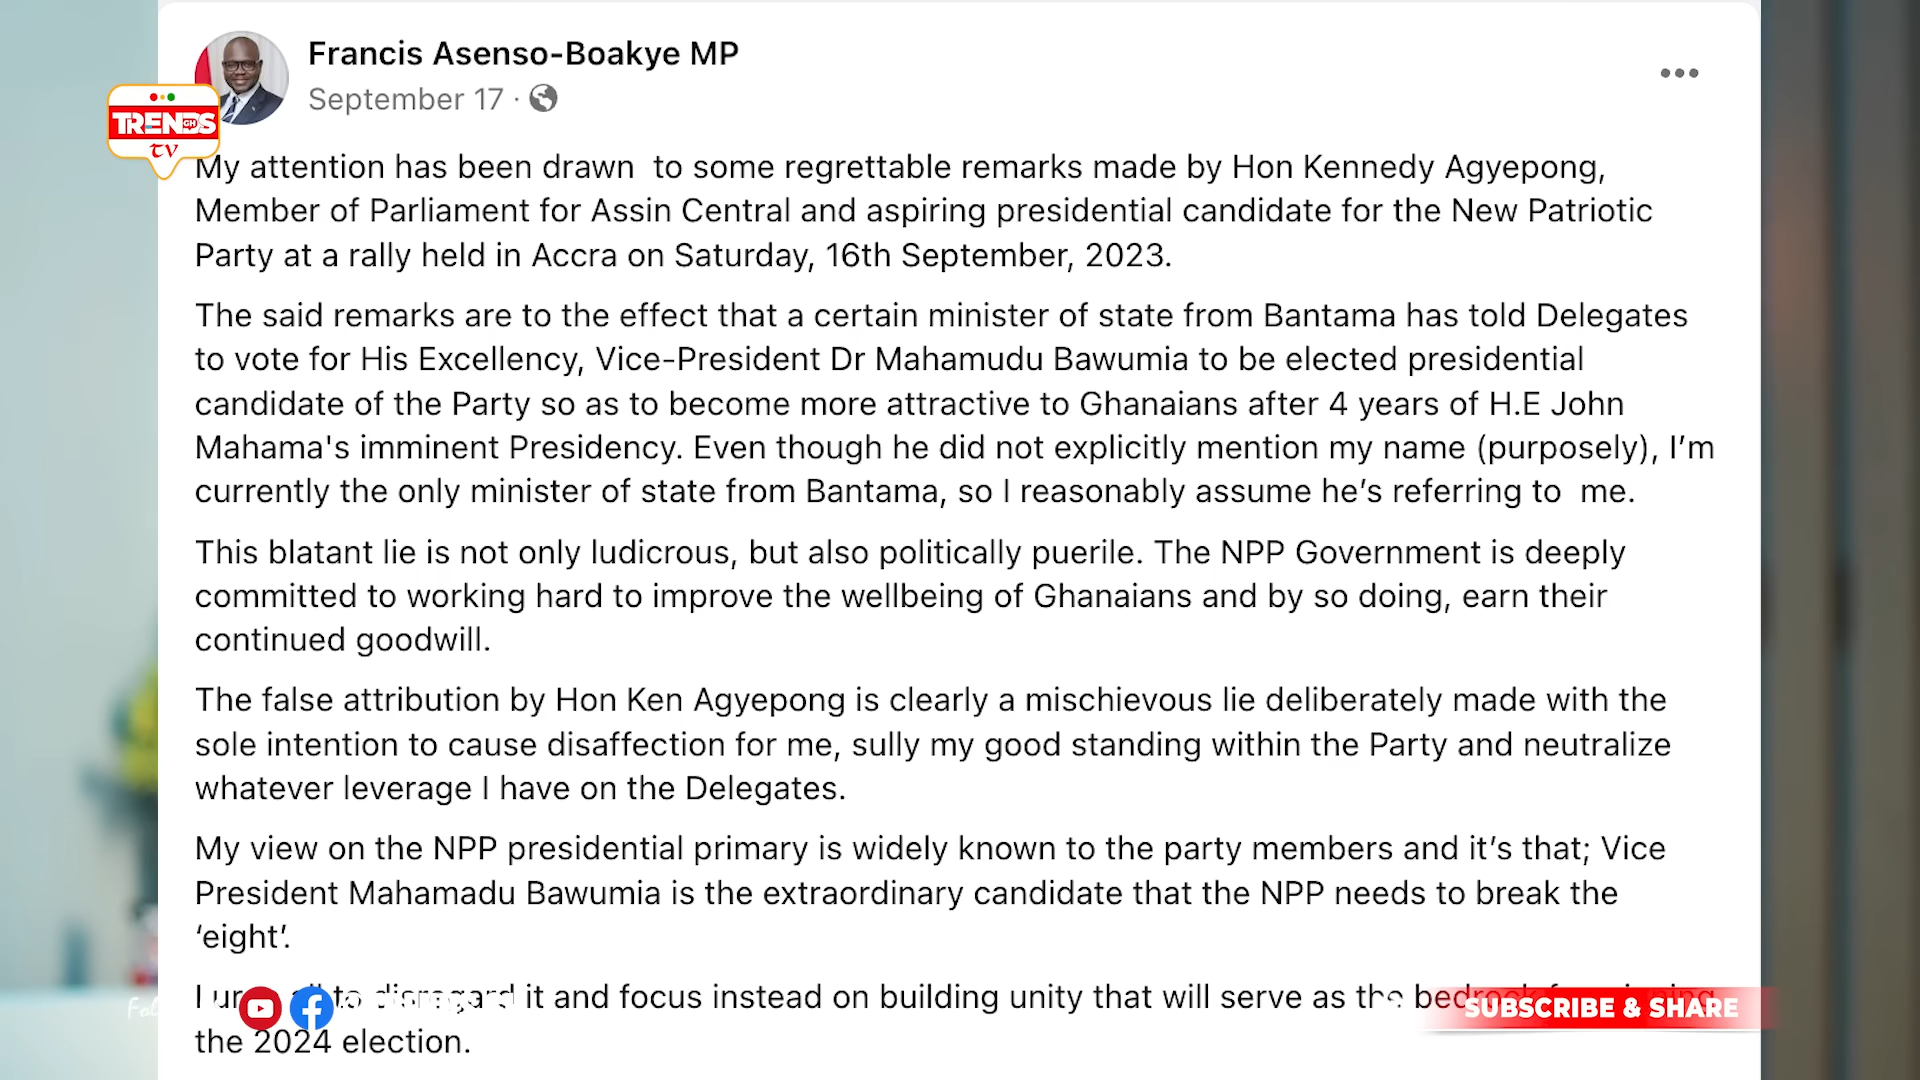 Francis Asenso-Boakye MP
September 17 ·
TRENDS GH
TV
My attention has been drawn  to some regrettable remarks made by Hon Kennedy Agyepong,
Member of Parliament for Assin Central and aspiring presidential candidate for the New Patriotic
Party at a rally held in Accra on Saturday, 16th September, 2023.
The said remarks are to the effect that a certain minister of state from Bantama has told Delegates
to vote for His Excellency, Vice-President Dr Mahamudu Bawumia to be elected presidential
candidate of the Party so as to become more attractive to Ghanaians after 4 years of H.E John
Mahama's imminent Presidency. Even though he did not explicitly mention my name (purposely), I’m
currently the only minister of state from Bantama, so I reasonably assume he’s referring to  me.
This blatant lie is not only ludicrous, but also politically puerile. The NPP Government is deeply
committed to working hard to improve the wellbeing of Ghanaians and by so doing, earn their
continued goodwill.
The false attribution by Hon Ken Agyepong is clearly a mischievous lie deliberately made with the
sole intention to cause disaffection for me, sully my good standing within the Party and neutralize
whatever leverage I have on the Delegates.
My view on the NPP presidential primary is widely known to the party members and it’s that; Vice
President Mahamadu Bawumia is the extraordinary candidate that the NPP needs to break the
‘eight’.
I to disregard it and focus instead on building unity that will serve as the bedrock
the 2024 election.
SUBSCRIBE & SHARE